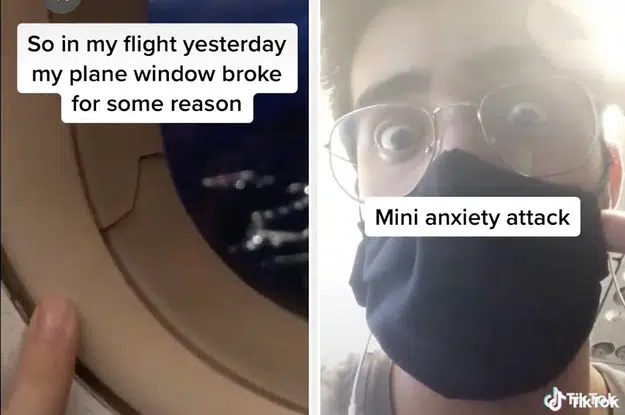 So in my flight yesterday
my plane window broke
for some reason
Mini anxiety attack
TikTok